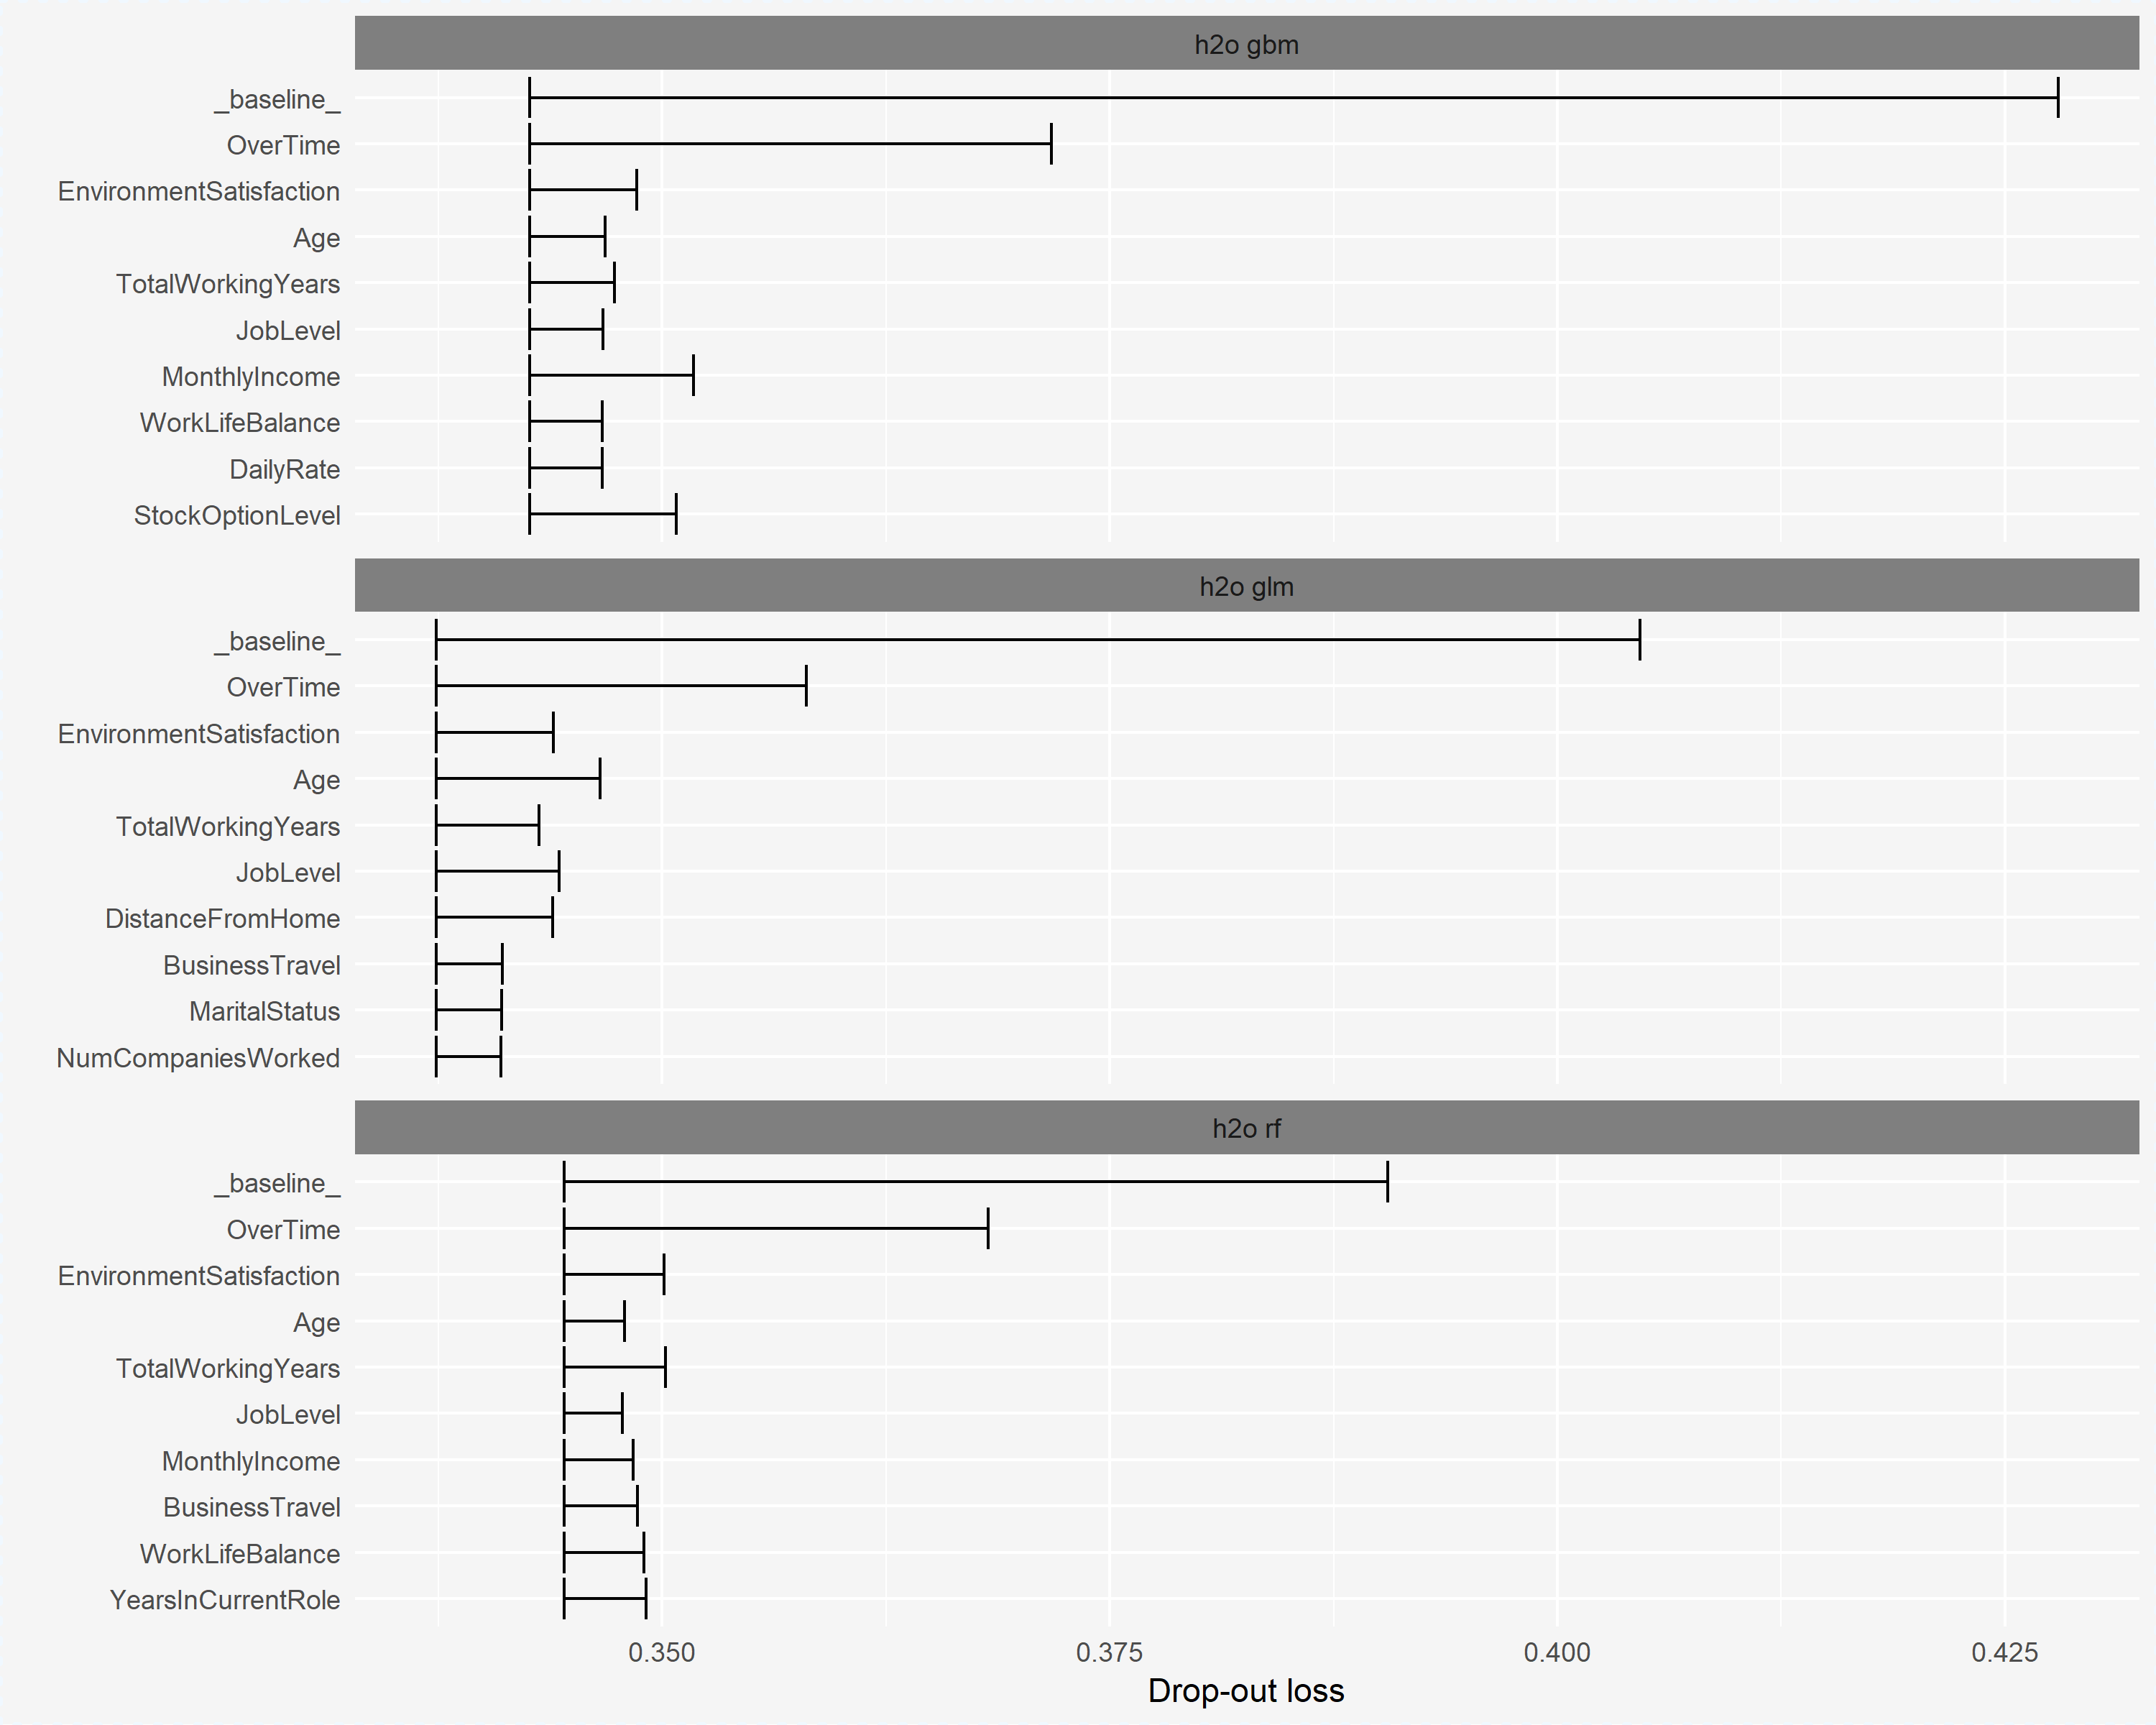 h2o gbm
_baseline_
OverTime
EnvironmentSatisfaction
Age
TotalWorkingYears
JobLevel
MonthlyIncome
WorkLifeBalance
DailyRate
StockOptionLevel
h2o glm
_baseline_
OverTime
EnvironmentSatisfaction
Age
TotalWorkingYears
JobLevel
DistanceFromHome
BusinessTravel
MaritalStatus
NumCompaniesWorked
h2o rf
_baseline_
OverTime
EnvironmentSatisfaction
Age
TotalWorkingYears
JobLevel
MonthlyIncome
BusinessTravel
WorkLifeBalance
YearsInCurrentRole
0.350 0.375 0.400 0.425
Drop-out loss